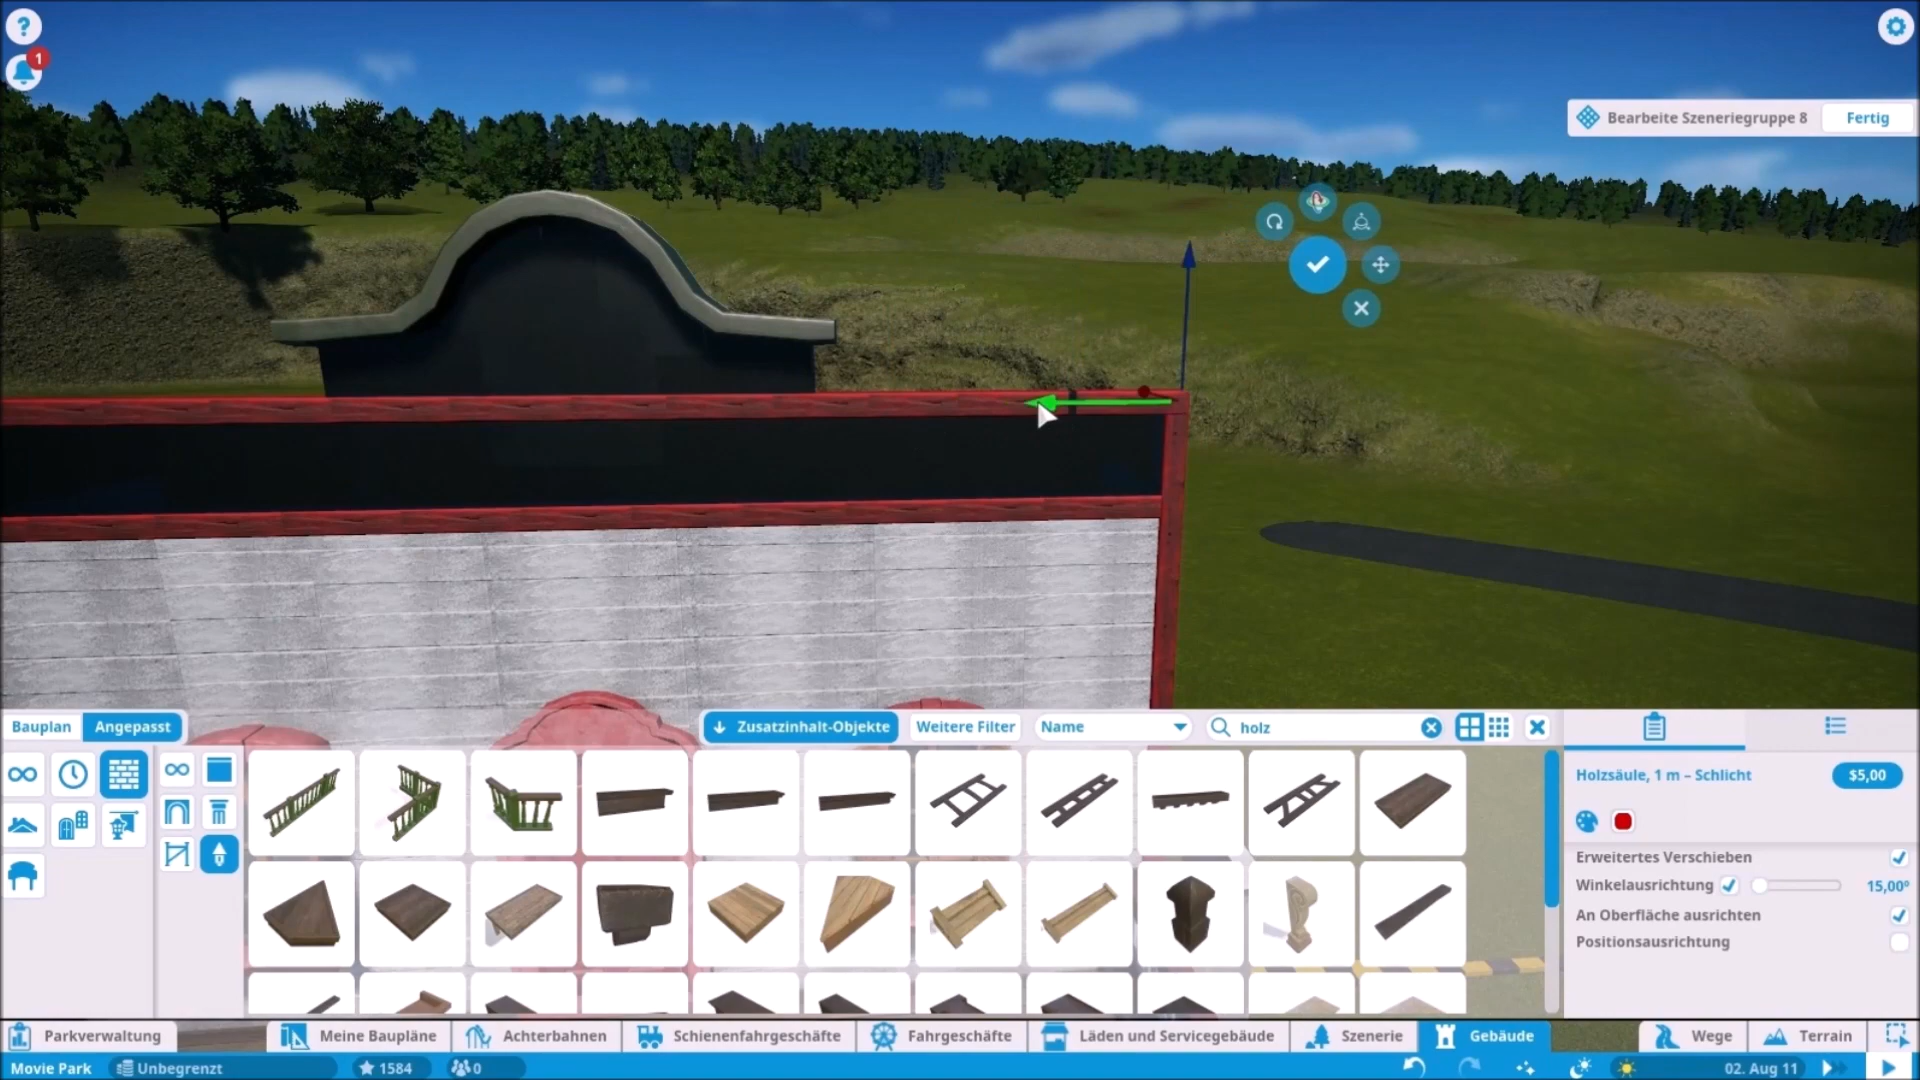 ?
1
Bearbeite Szeneriegruppe 8
Fertig
Bauplan
Angepasst
Zusatzinhalt-Objekte
Weitere Filter
Name
holz
Holzsäule, 1 m – Schlicht
$5,00
Erweitertes Verschieben
Winkelausrichtung
15,00°
An Oberfläche ausrichten
Positionsausrichtung
Parkverwaltung
Meine Baupläne
Achterbahnen
Schienenfahrgeschäfte
Fahrgeschäfte
Läden und Servicegebäude
Szenerie
Gebäude
Wege
Terrain
Movie Park
Unbegrenzt
1584
0
02. Aug 11